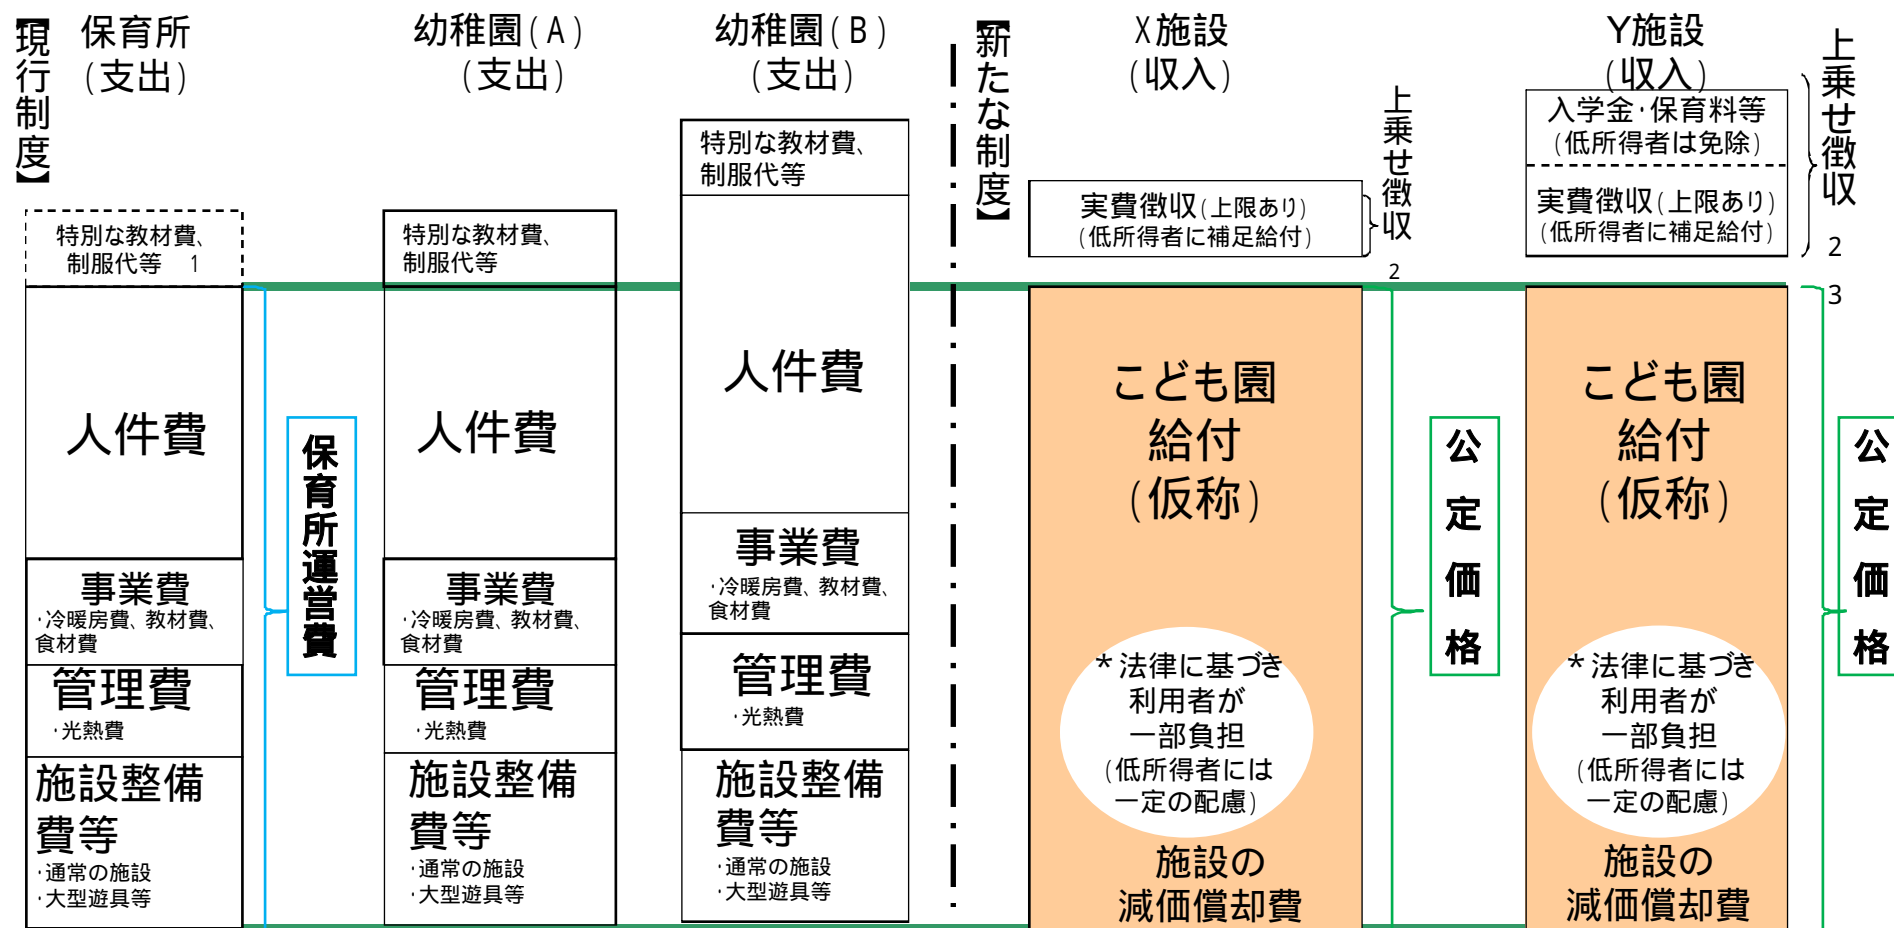 【現行制度】
保育所
(支出)
特別な教材費、
制服代等 1
人件費
事業費
･冷暖房費、教材費、
食材費
管理費
･光熱費
施設整備
費等
･通常の施設
･大型遊具等
保育所運営費
幼稚園(A)
(支出)
特別な教材費、
制服代等
人件費
事業費
･冷暖房費、教材費、
食材費
管理費
･光熱費
施設整備
費等
･通常の施設
･大型遊具等
幼稚園(B)
(支出)
特別な教材費、
制服代等
人件費
事業費
･冷暖房費、教材費、
食材費
管理費
･光熱費
施設整備
費等
･通常の施設
･大型遊具等
【新たな制度】
X施設
(収入)
実費徴収(上限あり)
(低所得者に補足給付)
上乗せ徴収
2
こども園
給付
(仮称)
*法律に基づき
利用者が
一部負担
(低所得者には
一定の配慮)
施設の
減価償却費
公定価格
Y施設
(収入)
入学金･保育料等
(低所得者は免除)
実費徴収(上限あり)
(低所得者に補足給付)
上乗せ徴収
2
3
こども園
給付
(仮称)
*法律に基づき
利用者が
一部負担
(低所得者には
一定の配慮)
施設の
減価償却費
公定価格